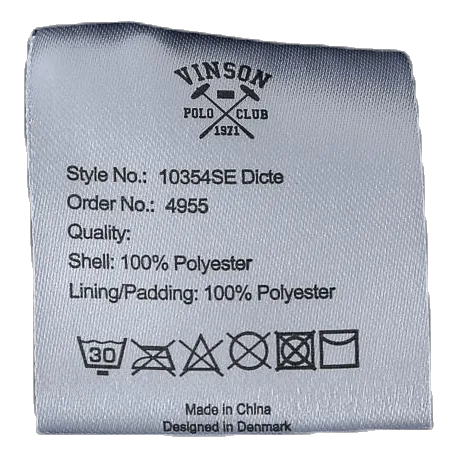 VINSON
POLO CLUB
1971
Style No.: 10354SE Dicte
Order No.: 4955
Quality:
Shell: 100% Polyester
Lining/Padding: 100% Polyester
30
Made in China
Designed in Denmark